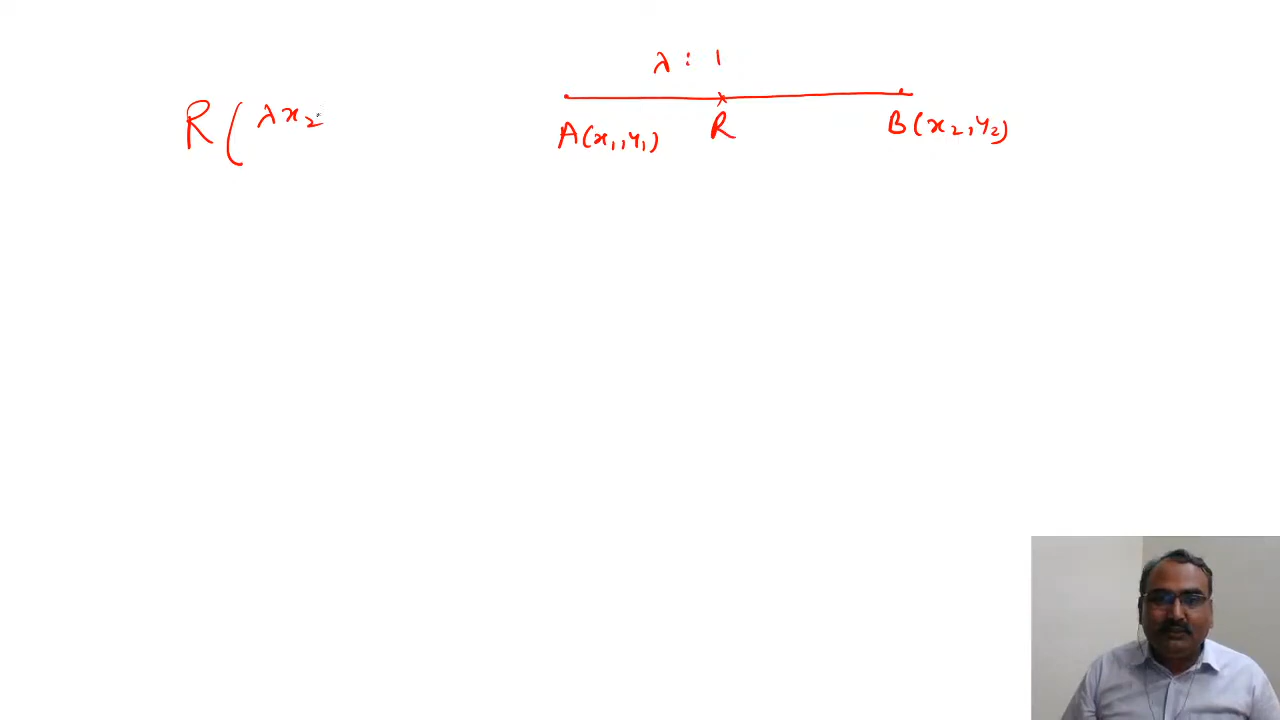 λ : 1
R ( λx₂
A(x₁, y₁) R B(x₂, y₂)